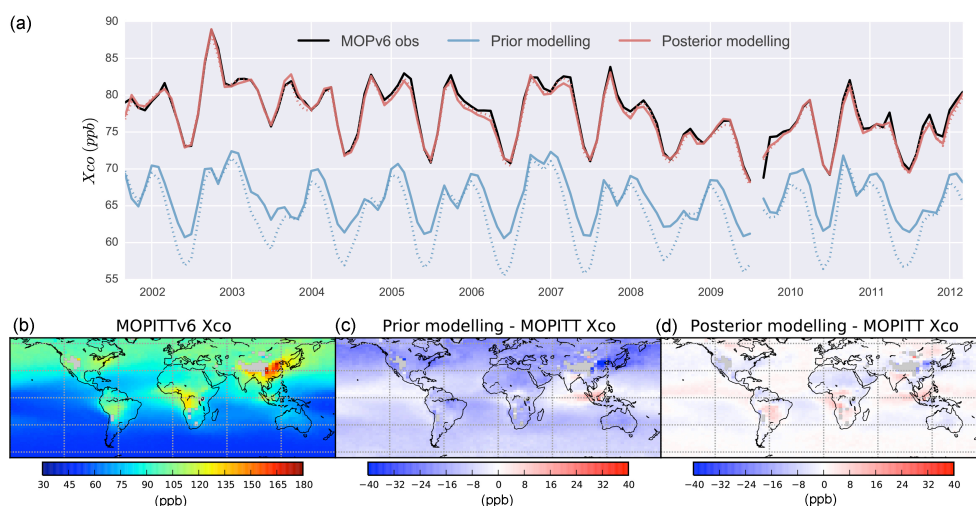 (a)
90
85
80
75
70
65
60
55
Xco (ppb)
MOPv6 obs Prior modelling Posterior modelling
2002 2003 2004 2005 2006 2007 2008 2009 2010 2011 2012
(b) MOPITTv6 Xco
(c) Prior modelling - MOPITT Xco
(d) Posterior modelling - MOPITT Xco
30 45 60 75 90 105 120 135 150 165 180
(ppb)
−40 −32 −24 −16 −8 0 8 16 24 32 40
(ppb)
−40 −32 −24 −16 −8 0 8 16 24 32 40
(ppb)